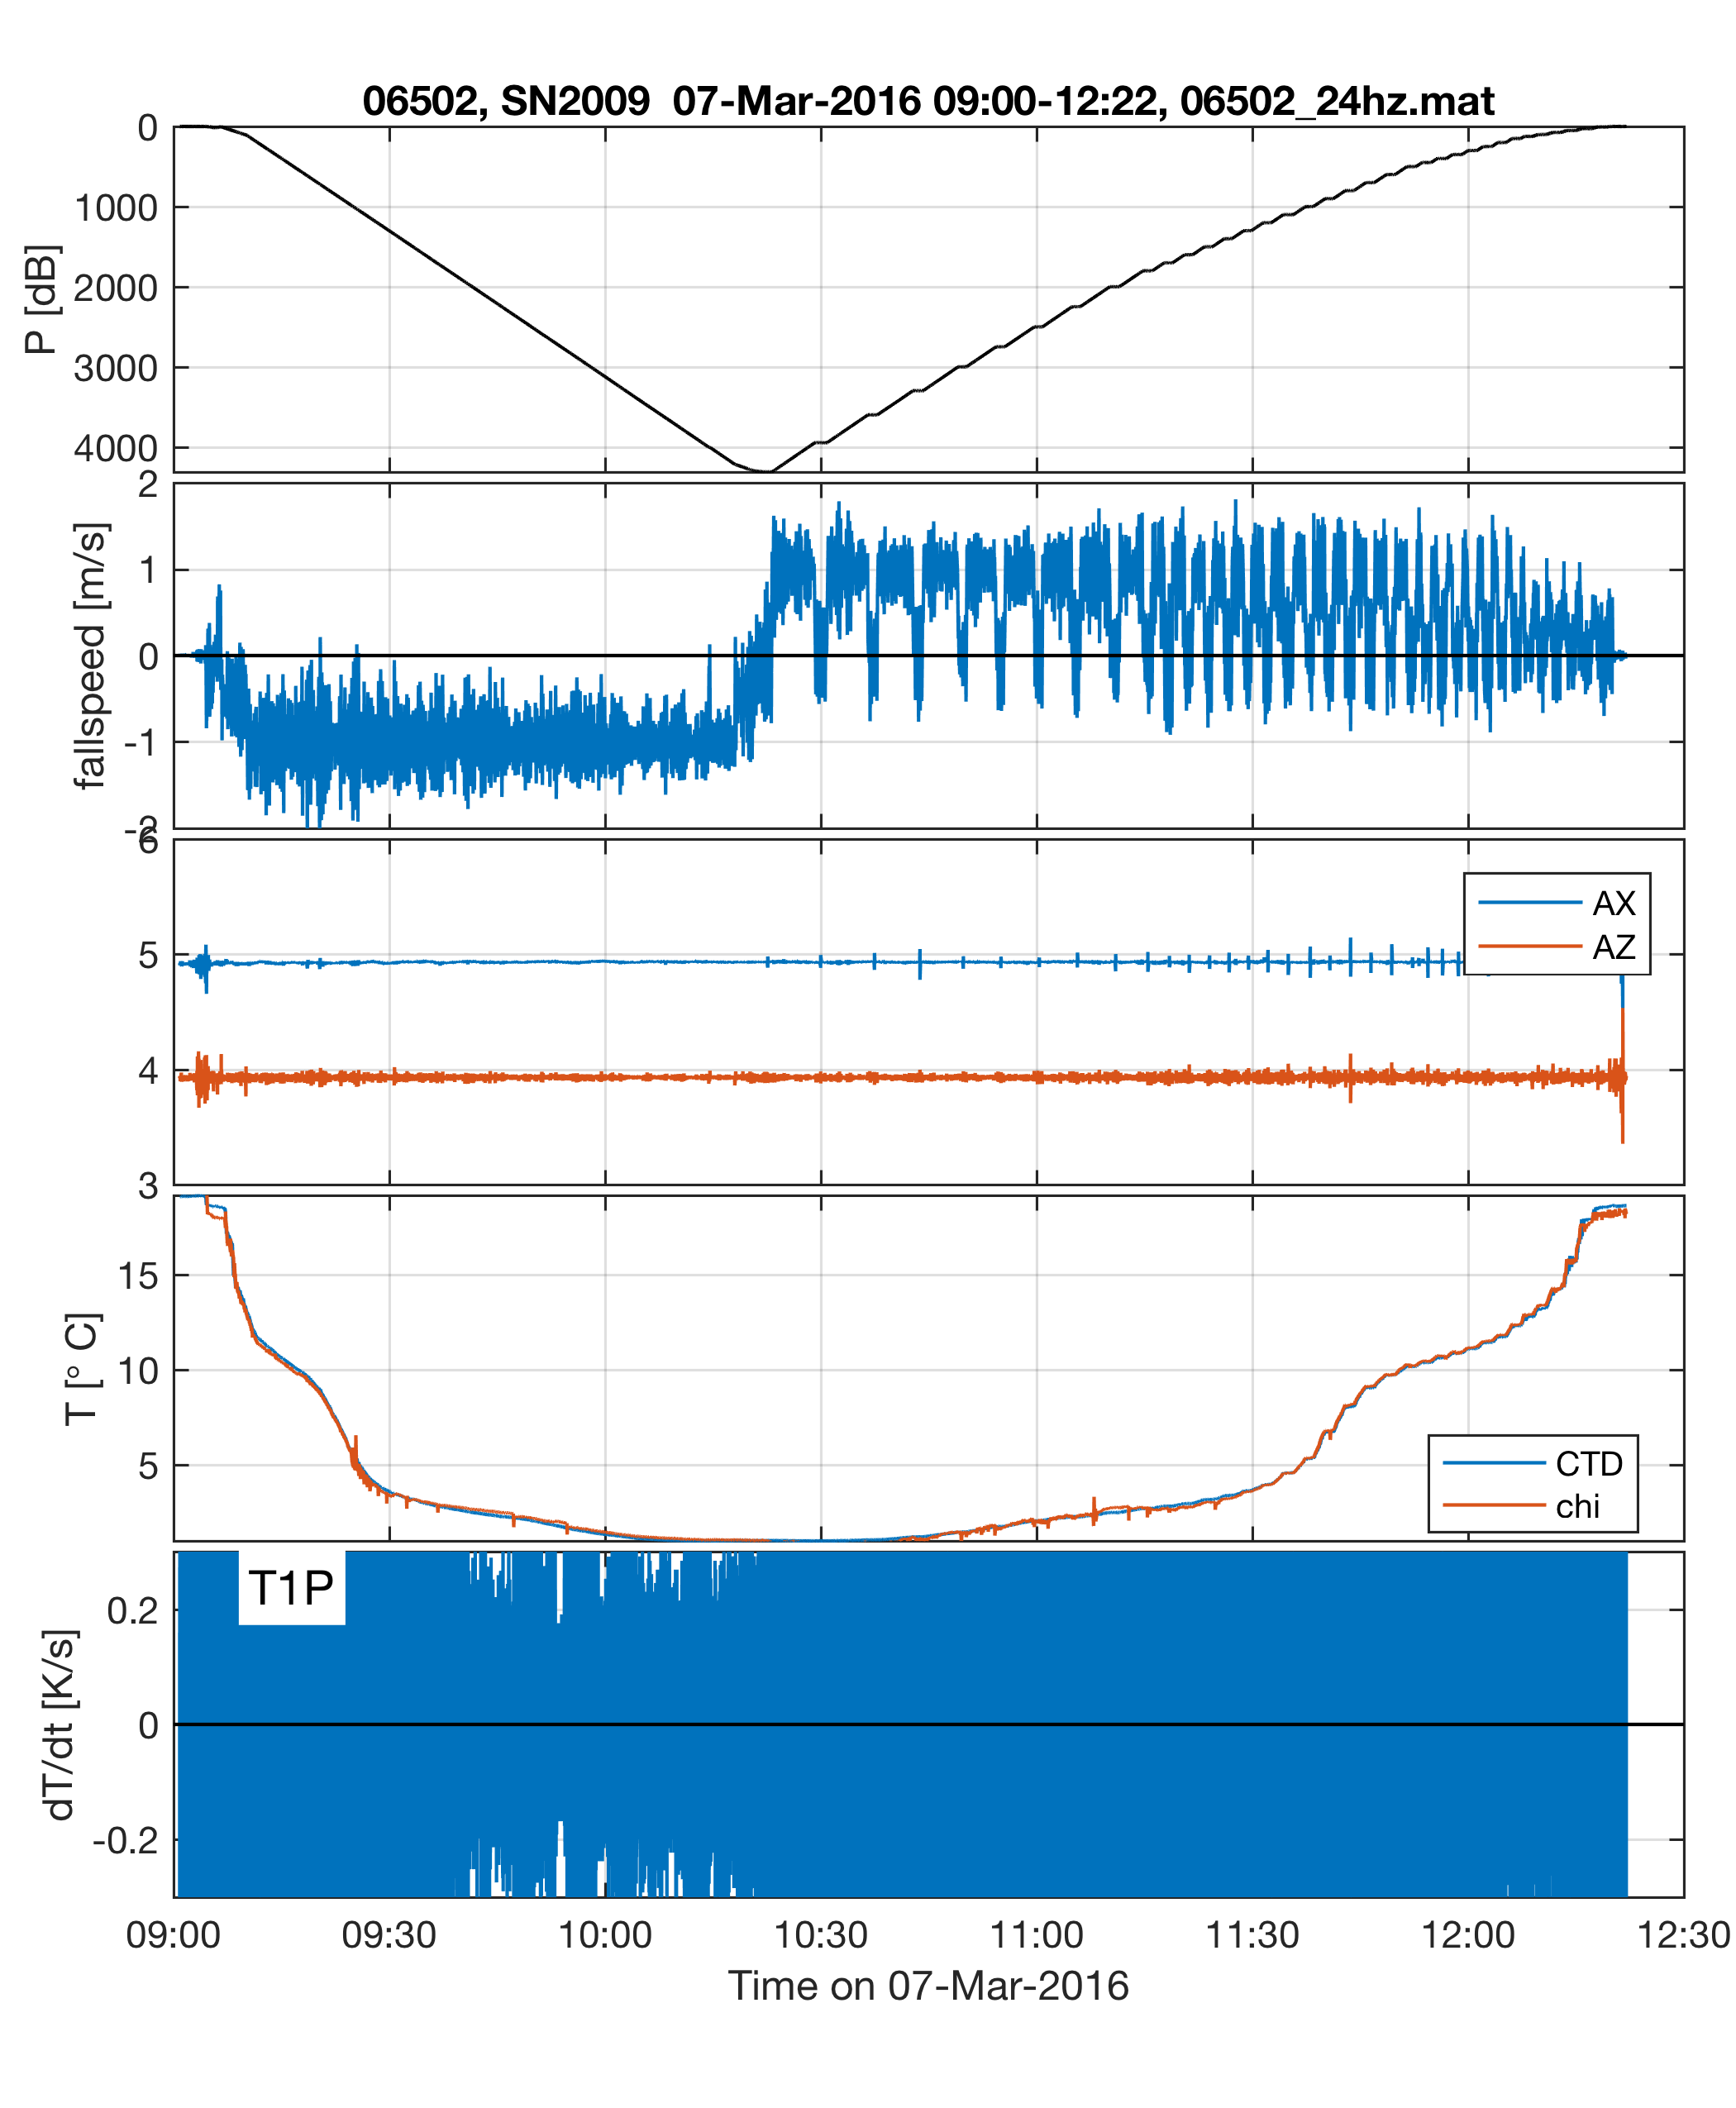 06502, SN2009  07-Mar-2016 09:00-12:22, 06502_24hz.mat
0
1000
2000
3000
4000
P [dB]
2
1
0
-1
-2
fallspeed [m/s]
6
5
4
3
AX
AZ
15
10
5
T [° C]
CTD
chi
T1P
0.2
0
-0.2
dT/dt [K/s]
09:00 09:30 10:00 10:30 11:00 11:30 12:00 12:30
Time on 07-Mar-2016